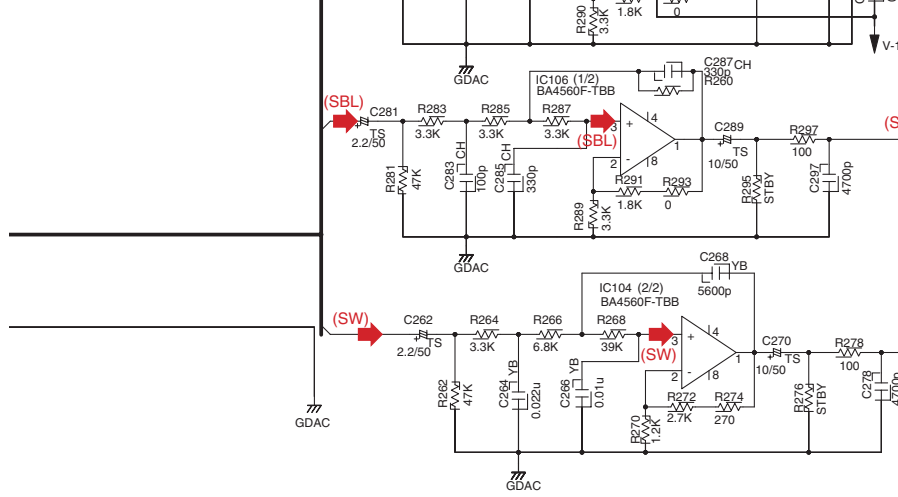 R290
3.3K
1.8K
0
V-1
GDAC
IC106 (1/2)
BA4560F-TBB
C287 CH
330p
R260
(SBL)
C281
TS
2.2/50
R283
3.3K
R285
3.3K
R287
3.3K
(SBL)
3
+
4
2
-
8
1
C289
TS
10/50
R297
100
(S
R281
47K
C283
CH
100p
C285
CH
330p
R291
1.8K
R293
0
R289
3.3K
R295
STBY
C297
4700p
GDAC
C268
YB
5600p
IC104 (2/2)
BA4560F-TBB
(SW)
C262
TS
2.2/50
R264
3.3K
R266
6.8K
R268
39K
(SW)
3
+
4
2
-
8
1
C270
TS
10/50
R278
100
R262
47K
C264
YB
0.022u
C266
YB
0.01u
R272
2.7K
R274
270
R270
1.2K
R276
STBY
C278
4700p
GDAC
GDAC